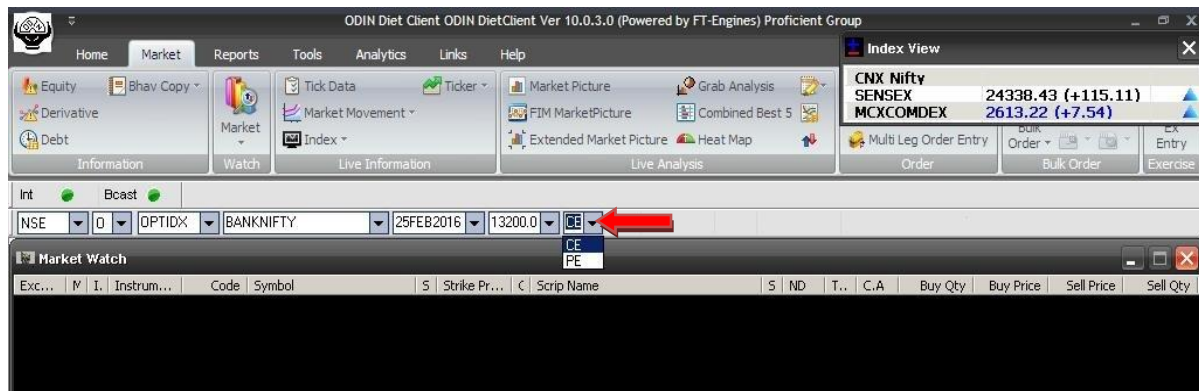 ODIN Diet Client ODIN DietClient Ver 10.0.3.0 (Powered by FT-Engines) Proficient Group
Home Market Reports Tools Analytics Links Help
Index View
CNX Nifty
SENSEX 24338.43 (+115.11)
MCXCOMDEX 2613.22 (+7.54)
Equity Bhav Copy Tick Data Ticker Market Picture Grab Analysis
Derivative Market Market Movement FIM MarketPicture Combined Best 5
Debt Index Extended Market Picture Heat Map Multi Leg Order Entry Bulk Order Ex Entry
Information Watch Live Information Live Analysis Order Bulk Order Exercise
Int Bcast
NSE O OPTIDX BANKNIFTY 25FEB2016 13200.0 CE
CE
PE
Market Watch
Exc... M I. Instrum... Code Symbol S Strike Pr... C Scrip Name S ND T.. C.A Buy Qty Buy Price Sell Price Sell Qty